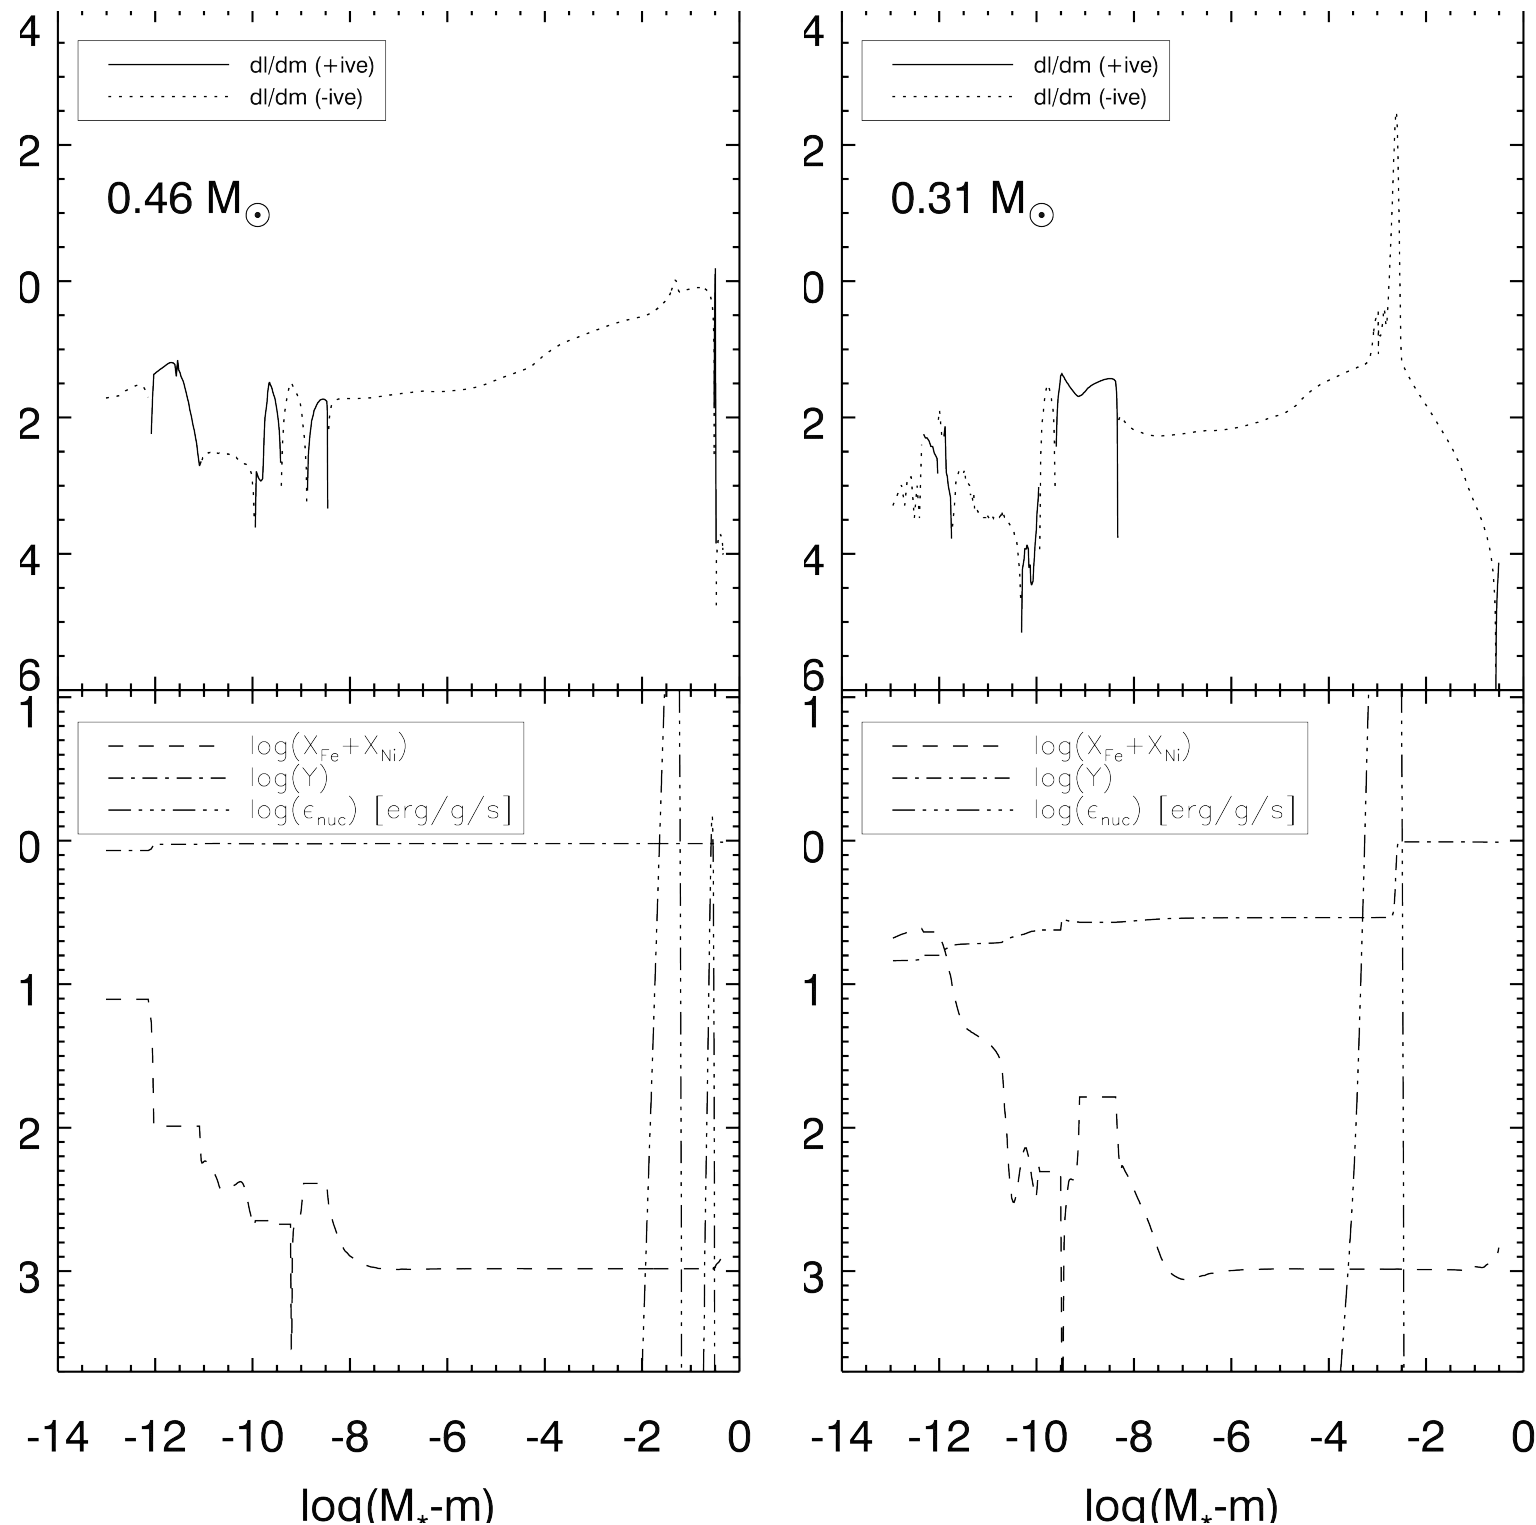 4
dl/dm (+ive)
dl/dm (-ive)
2
0.46 M☉
0
2
4
6
4
dl/dm (+ive)
dl/dm (-ive)
2
0.31 M☉
0
2
4
6
1
log(X_Fe+X_Ni)
log(Y)
log(ϵ_nuc) [erg/g/s]
0
1
2
3
-14 -12 -10 -8 -6 -4 -2 0
log(M_*-m)
1
log(X_Fe+X_Ni)
log(Y)
log(ϵ_nuc) [erg/g/s]
0
1
2
3
-14 -12 -10 -8 -6 -4 -2 0
log(M_*-m)